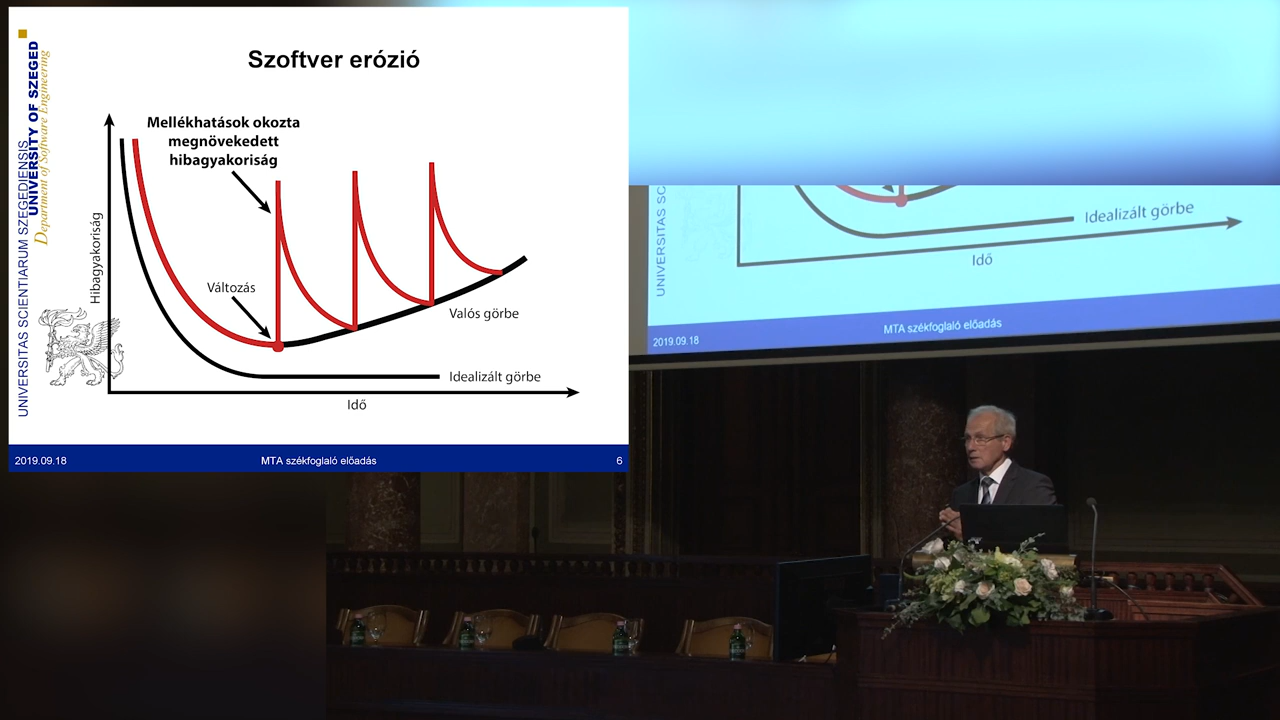 Szoftver erózió
UNIVERSITAS SCIENTIARUM SZEGEDIENSIS
UNIVERSITY OF SZEGED
Department of Software Engineering
Mellékhatások okozta
megnövekedett
hibagyakoriság
Hibagyakoriság
Változás
Valós görbe
Idealizált görbe
Idő
2019.09.18
MTA székfoglaló előadás
6
UNIVERSITAS SCI
Idealizált görbe
Idő
MTA székfoglaló előadás
2019.09.18